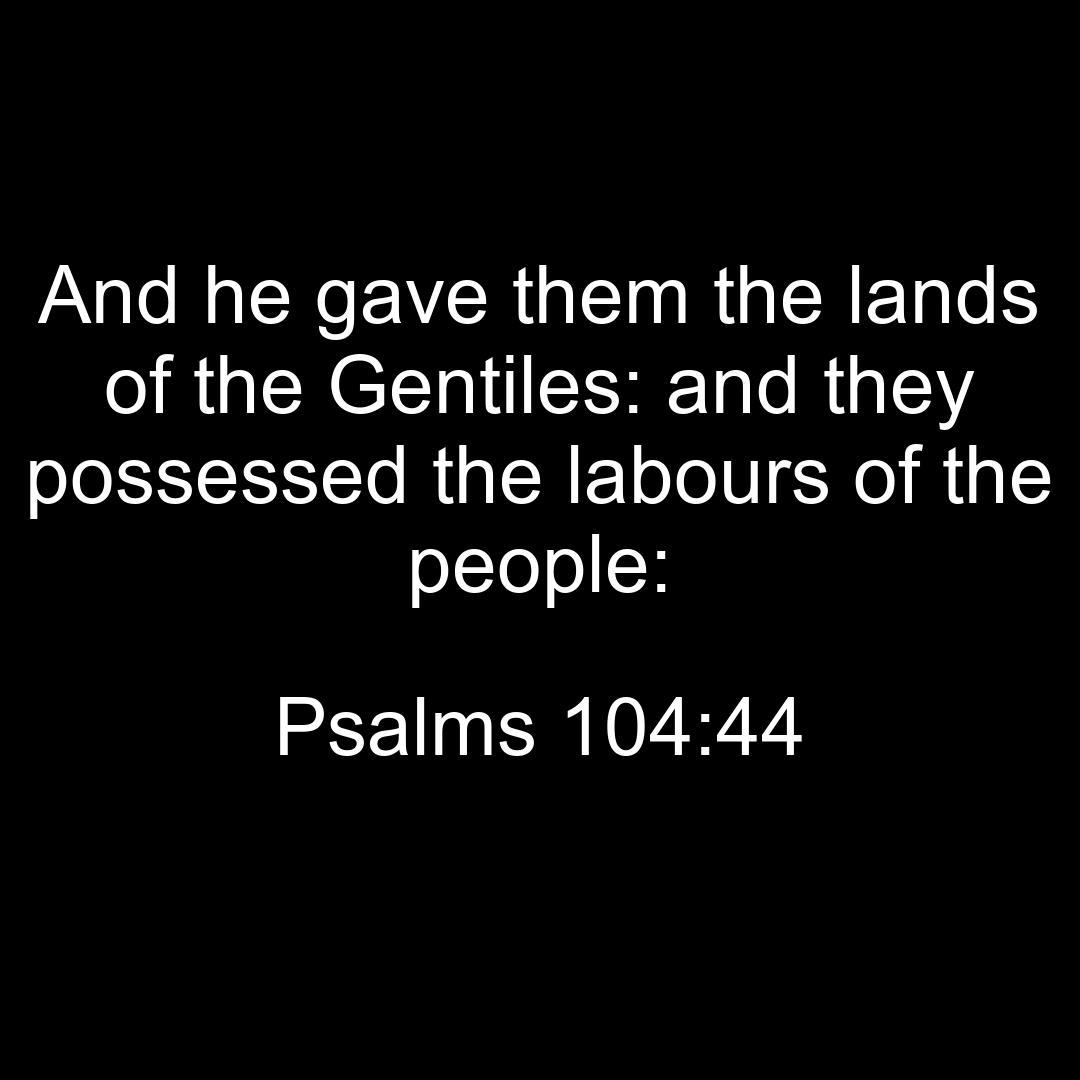 And he gave them the lands
of the Gentiles: and they
possessed the labours of the
people:
Psalms 104:44